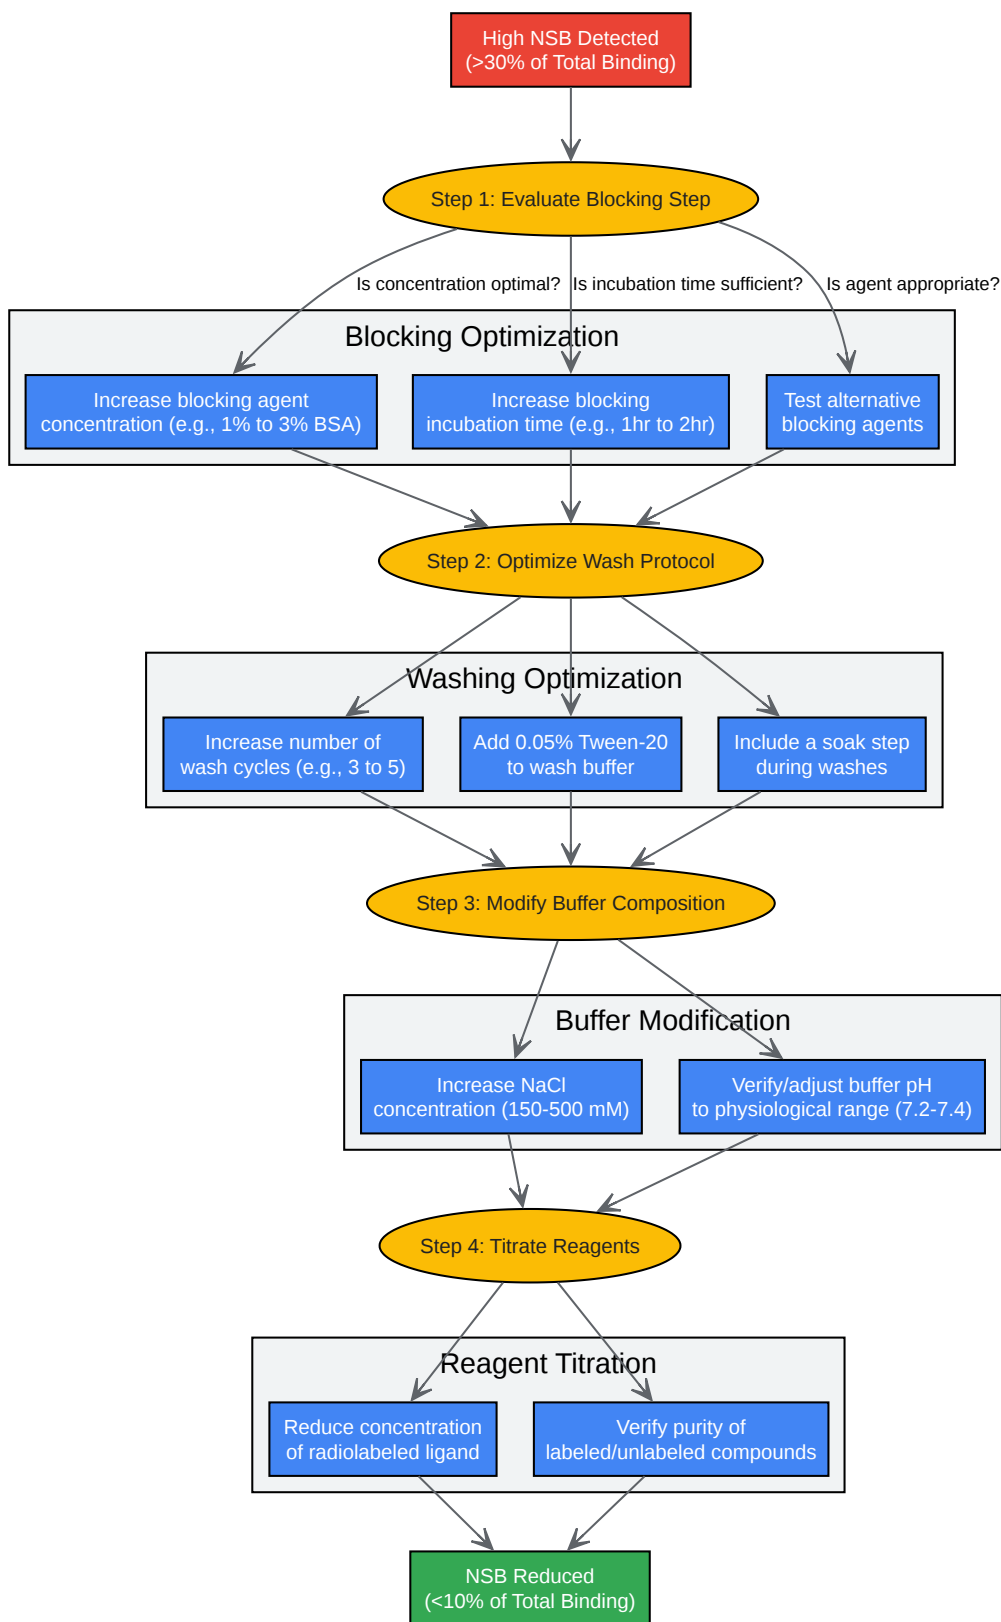 High NSB Detected
(>30% of Total Binding)
Step 1: Evaluate Blocking Step
Is concentration optimal?
Is incubation time sufficient?
Is agent appropriate?
Blocking Optimization
Increase blocking agent
concentration (e.g., 1% to 3% BSA)
Increase blocking
incubation time (e.g., 1hr to 2hr)
Test alternative
blocking agents
Step 2: Optimize Wash Protocol
Washing Optimization
Increase number of
wash cycles (e.g., 3 to 5)
Add 0.05% Tween-20
to wash buffer
Include a soak step
during washes
Step 3: Modify Buffer Composition
Buffer Modification
Increase NaCl
concentration (150-500 mM)
Verify/adjust buffer pH
to physiological range (7.2-7.4)
Step 4: Titrate Reagents
Reagent Titration
Reduce concentration
of radiolabeled ligand
Verify purity of
labeled/unlabeled compounds
NSB Reduced
(<10% of Total Binding)